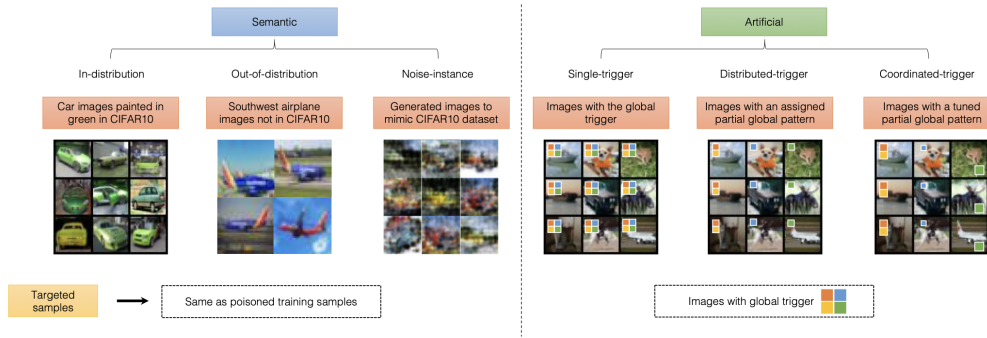 Semantic
Artificial
In-distribution
Out-of-distribution
Noise-instance
Single-trigger
Distributed-trigger
Coordinated-trigger
Car images painted in
green in CIFAR10
Southwest airplane
images not in CIFAR10
Generated images to
mimic CIFAR10 dataset
Images with the global
trigger
Images with an assigned
partial global pattern
Images with a tuned
partial global pattern
Targeted
samples
Same as poisoned training samples
Images with global trigger